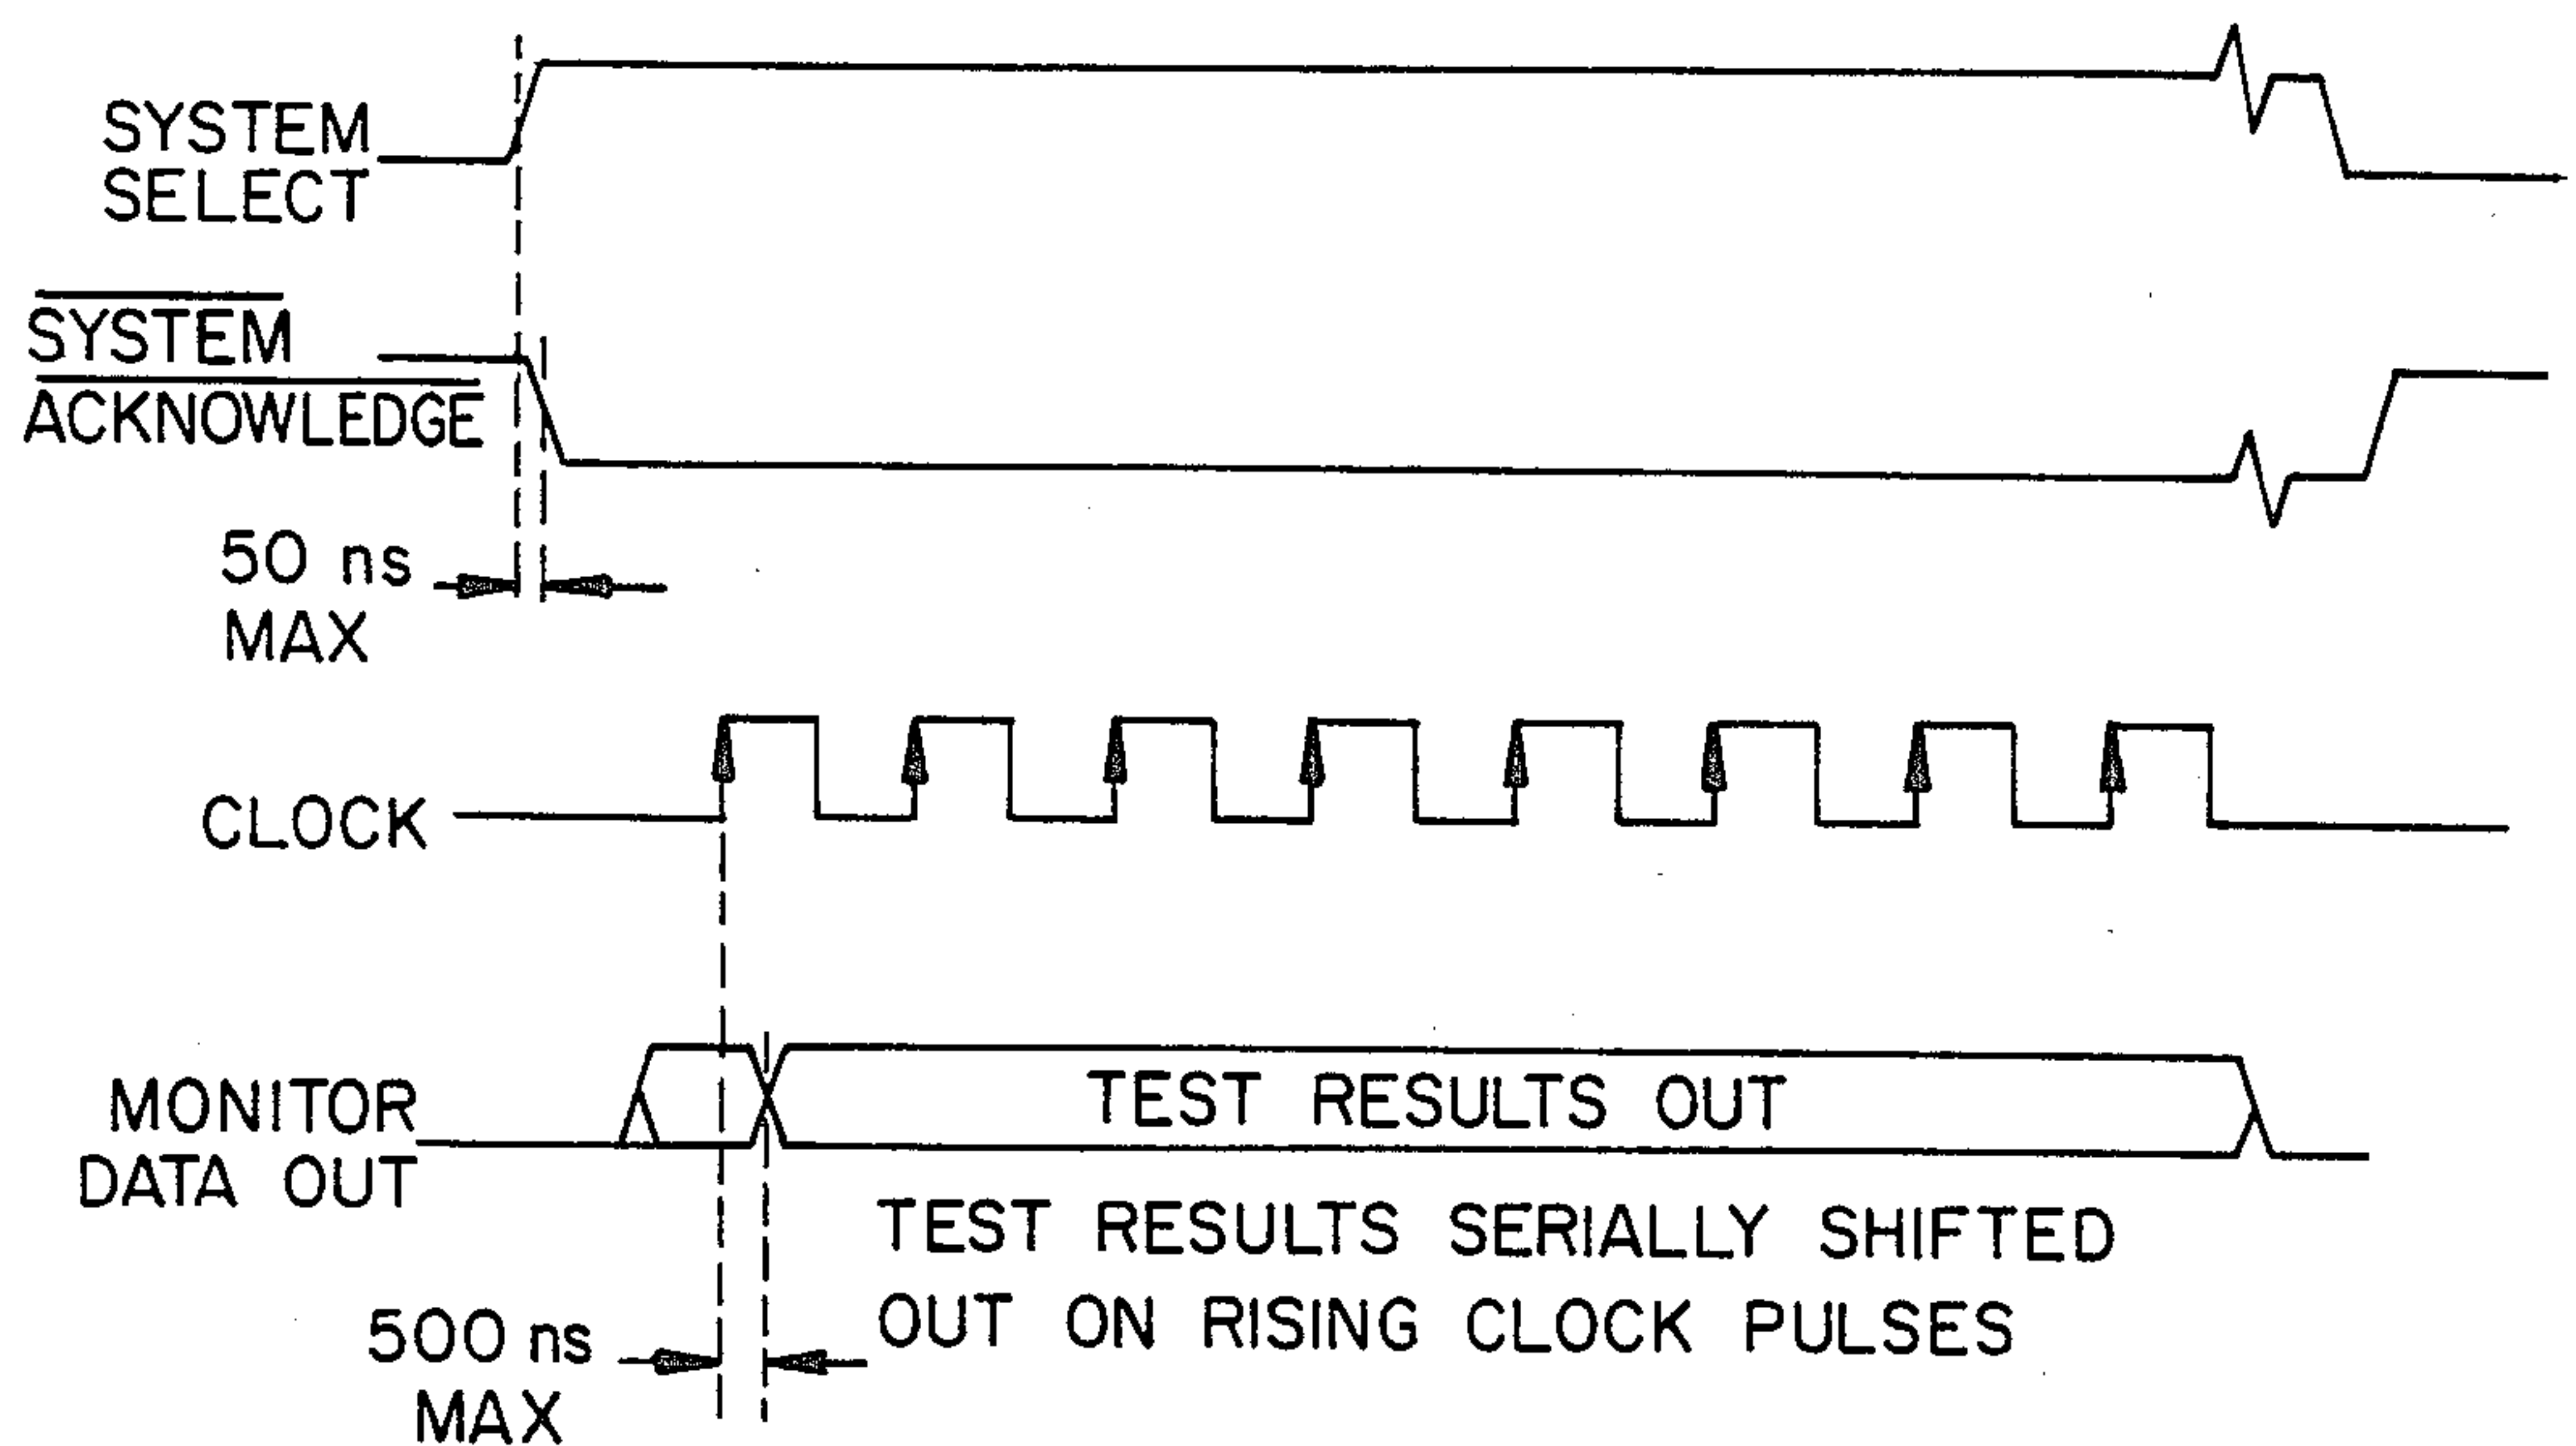 SYSTEM
SELECT
SYSTEM
ACKNOWLEDGE
50 ns
MAX
CLOCK
MONITOR
DATA OUT
TEST RESULTS OUT
TEST RESULTS SERIALLY SHIFTED
OUT ON RISING CLOCK PULSES
500 ns
MAX